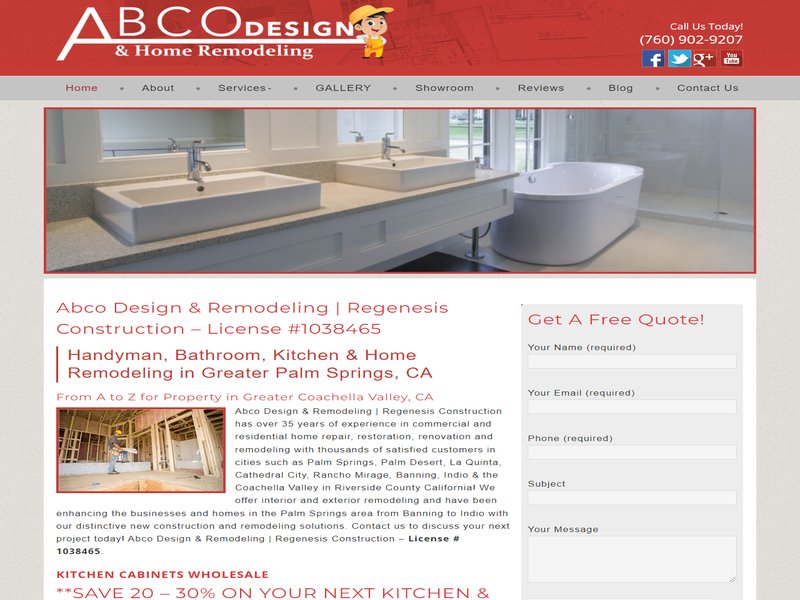 ABCO DESIGN
& Home Remodeling
Call Us Today!
(760) 902-9207
f
g+
You
Tube
Home
About
Services
GALLERY
Showroom
Reviews
Blog
Contact Us
Abco Design & Remodeling | Regenesis
Construction – License #1038465
Handyman, Bathroom, Kitchen & Home
Remodeling in Greater Palm Springs, CA
From A to Z for Property in Greater Coachella Valley, CA
Abco Design & Remodeling | Regenesis Construction
has over 35 years of experience in commercial and
residential home repair, restoration, renovation and
remodeling with thousands of satisfied customers in
cities such as Palm Springs, Palm Desert, La Quinta,
Cathedral City, Rancho Mirage, Banning, Indio & the
Coachella Valley in Riverside County California! We
offer interior and exterior remodeling and have been
enhancing the businesses and homes in the Palm Springs area from Banning to Indio with
our distinctive new construction and remodeling solutions. Contact us to discuss your next
project today! Abco Design & Remodeling | Regenesis Construction – License #
1038465
KITCHEN CABINETS WHOLESALE
**SAVE 20 – 30% ON YOUR NEXT KITCHEN &
Get A Free Quote!
Your Name (required)
Your Email (required)
Phone (required)
Subject
Your Message